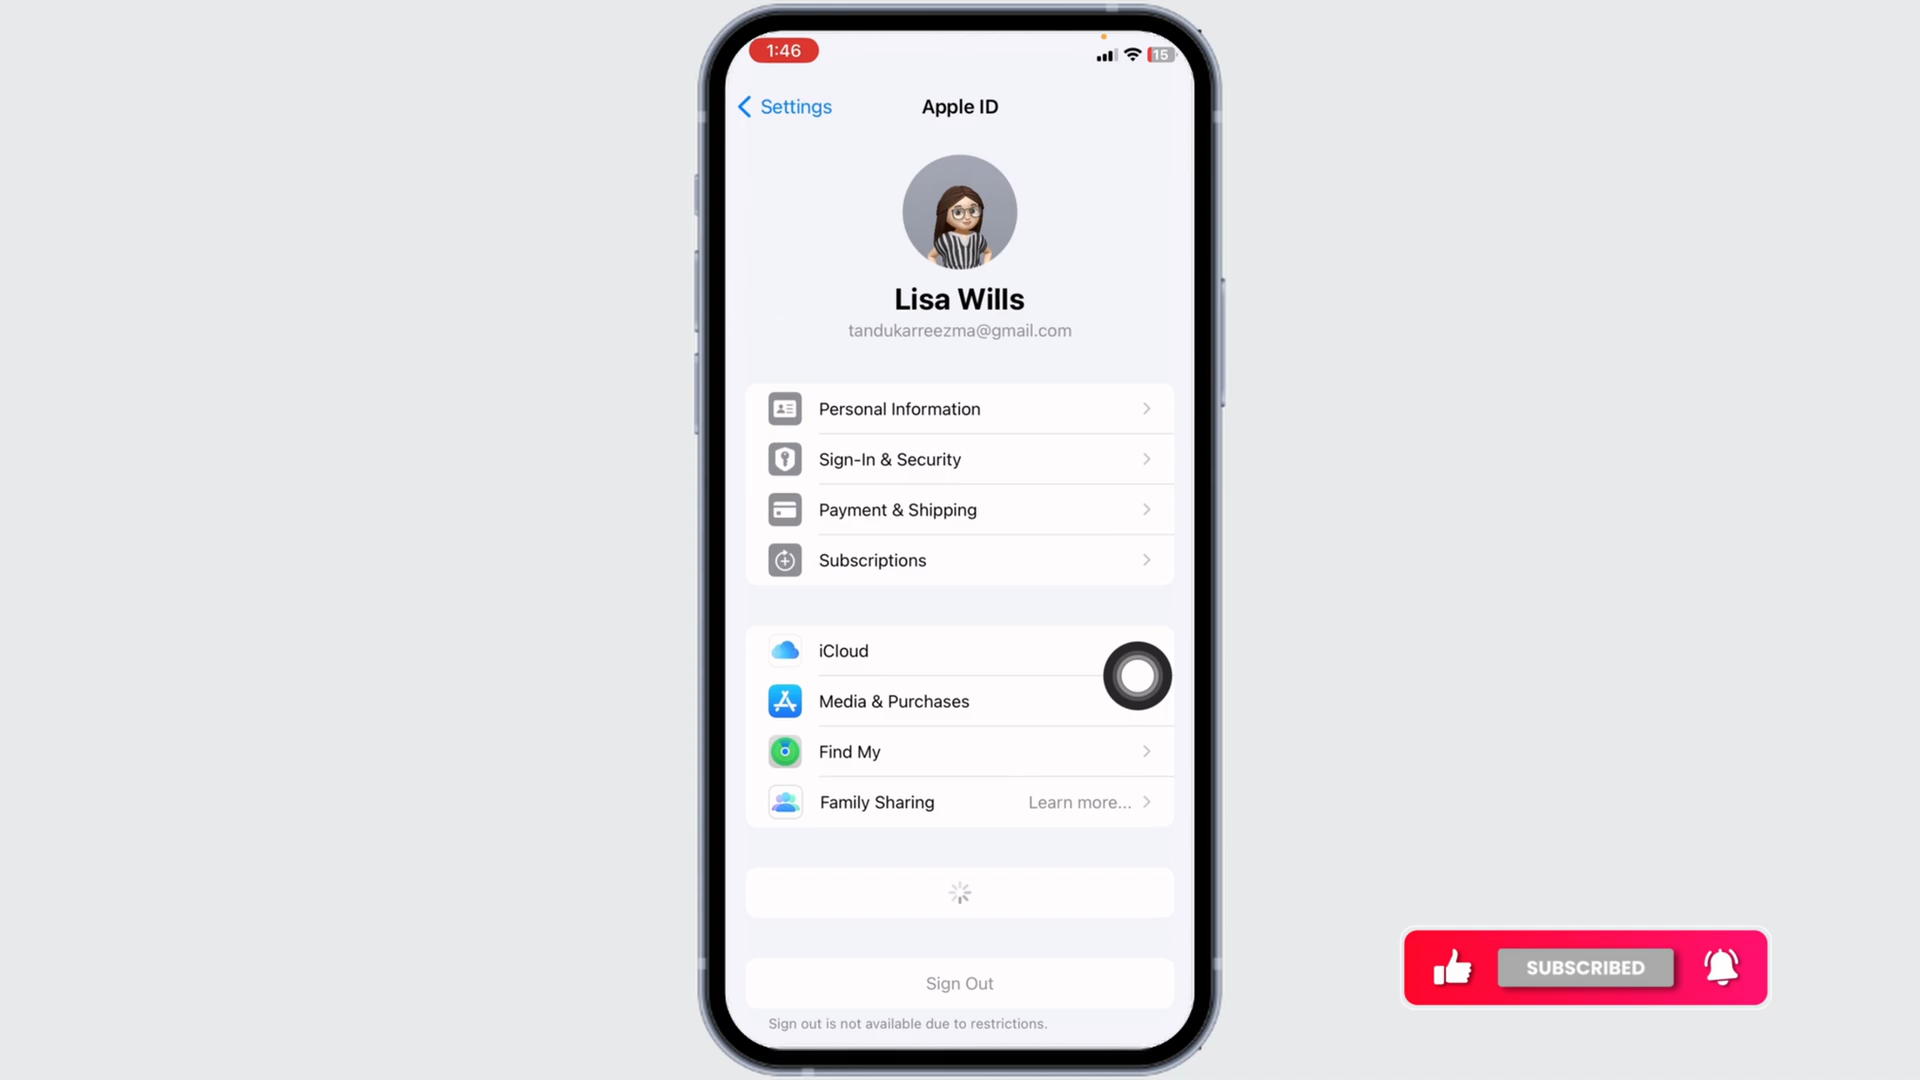 1:46
15
Settings
Apple ID
Lisa Wills
tandukarreezma@gmail.com
Personal Information
Sign-In & Security
Payment & Shipping
Subscriptions
iCloud
Media & Purchases
Find My
Family Sharing Learn more...
Sign Out
Sign out is not available due to restrictions.
SUBSCRIBED